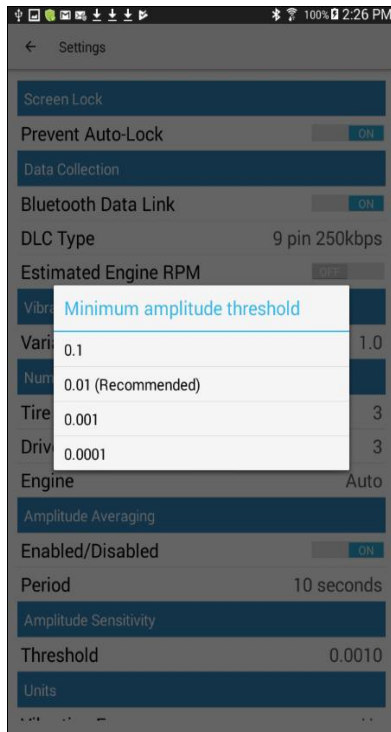 100% 2:26 PM
Settings
Screen Lock
Prevent Auto-Lock ON
Data Collection
Bluetooth Data Link ON
DLC Type 9 pin 250kbps
Estimated Engine RPM OFF
Vibra
Minimum amplitude threshold
Varia 1.0
0.1
Num
0.01 (Recommended)
Tire 3
0.001
Driv 3
0.0001
Engine Auto
Amplitude Averaging
Enabled/Disabled ON
Period 10 seconds
Amplitude Sensitivity
Threshold 0.0010
Units